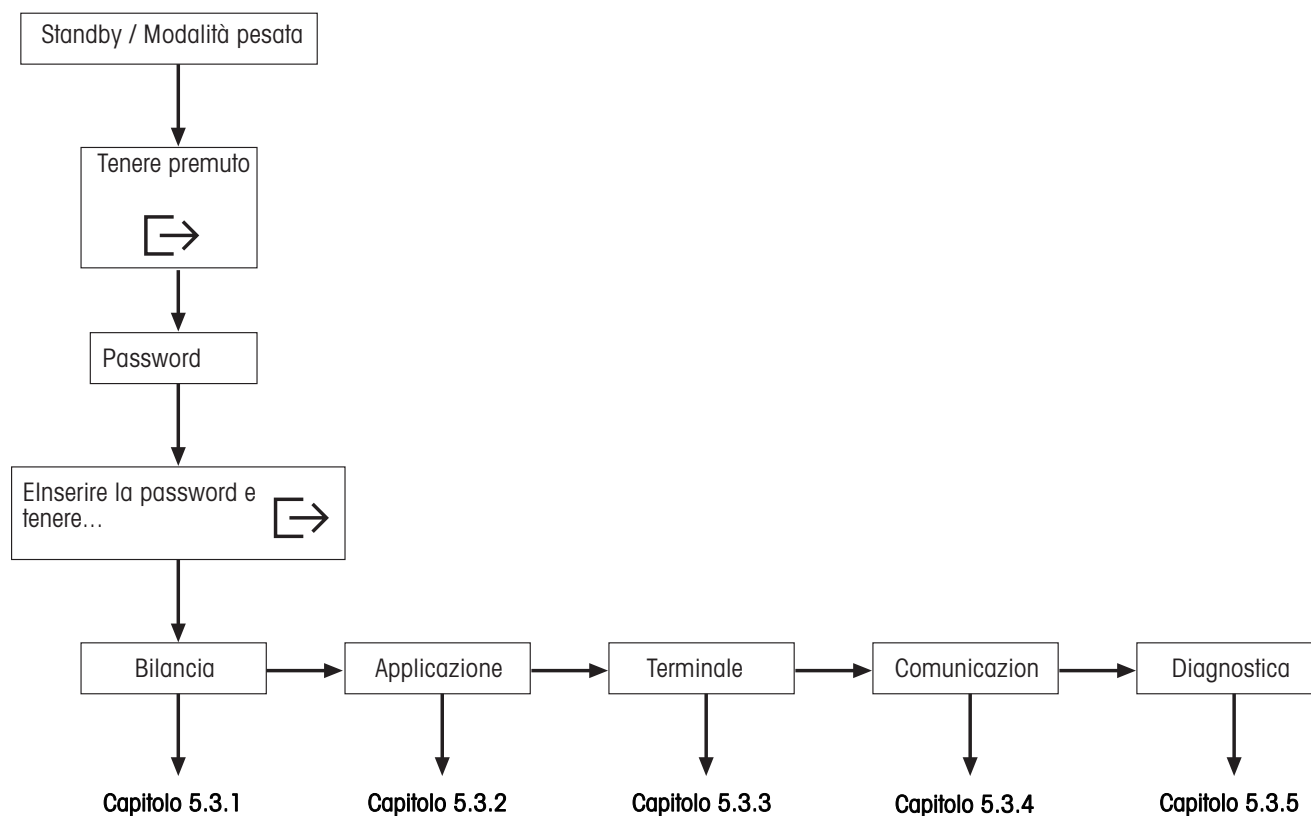 Standby / Modalità pesata
Tenere premuto
Password
EInserire la password e
tenere...
Bilancia
Applicazione
Terminale
Comunicazion
Diagnostica
Capitolo 5.3.1
Capitolo 5.3.2
Capitolo 5.3.3
Capitolo 5.3.4
Capitolo 5.3.5